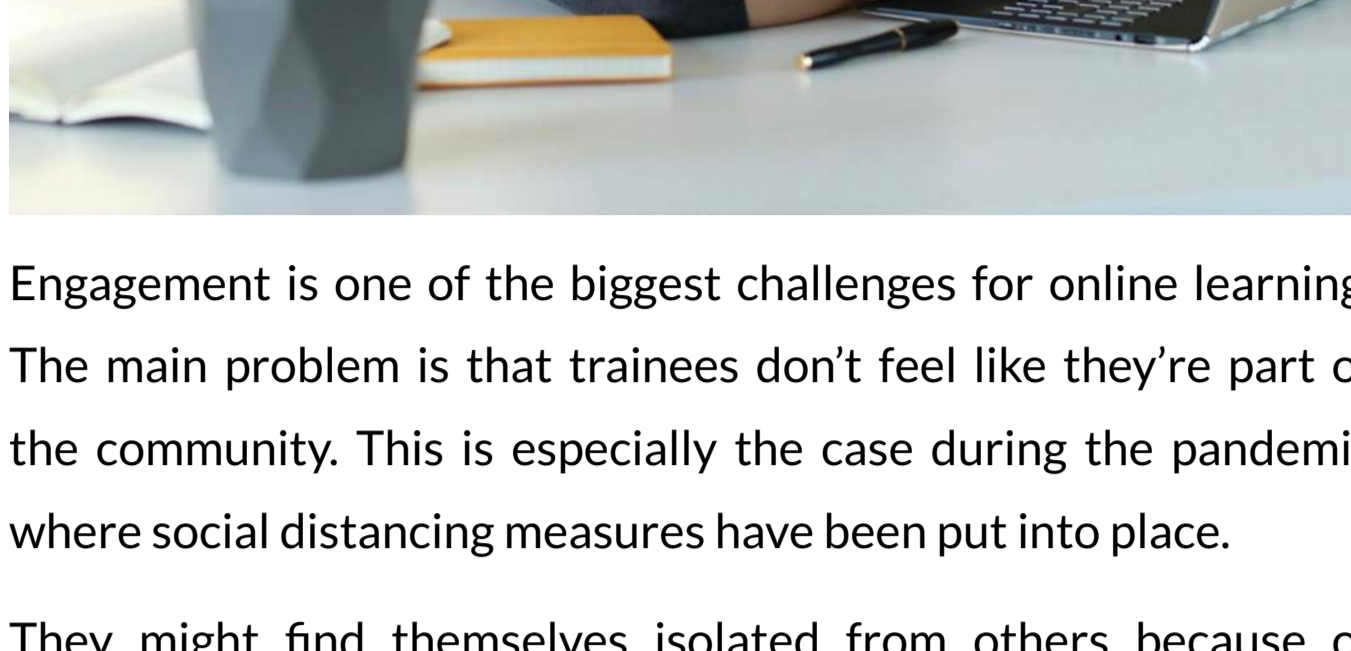 Engagement is one of the biggest challenges for online learning
The main problem is that trainees don’t feel like they’re part
the community. This is especially the case during the
where social distancing measures have been put into place.
They might find themselves isolated from others because